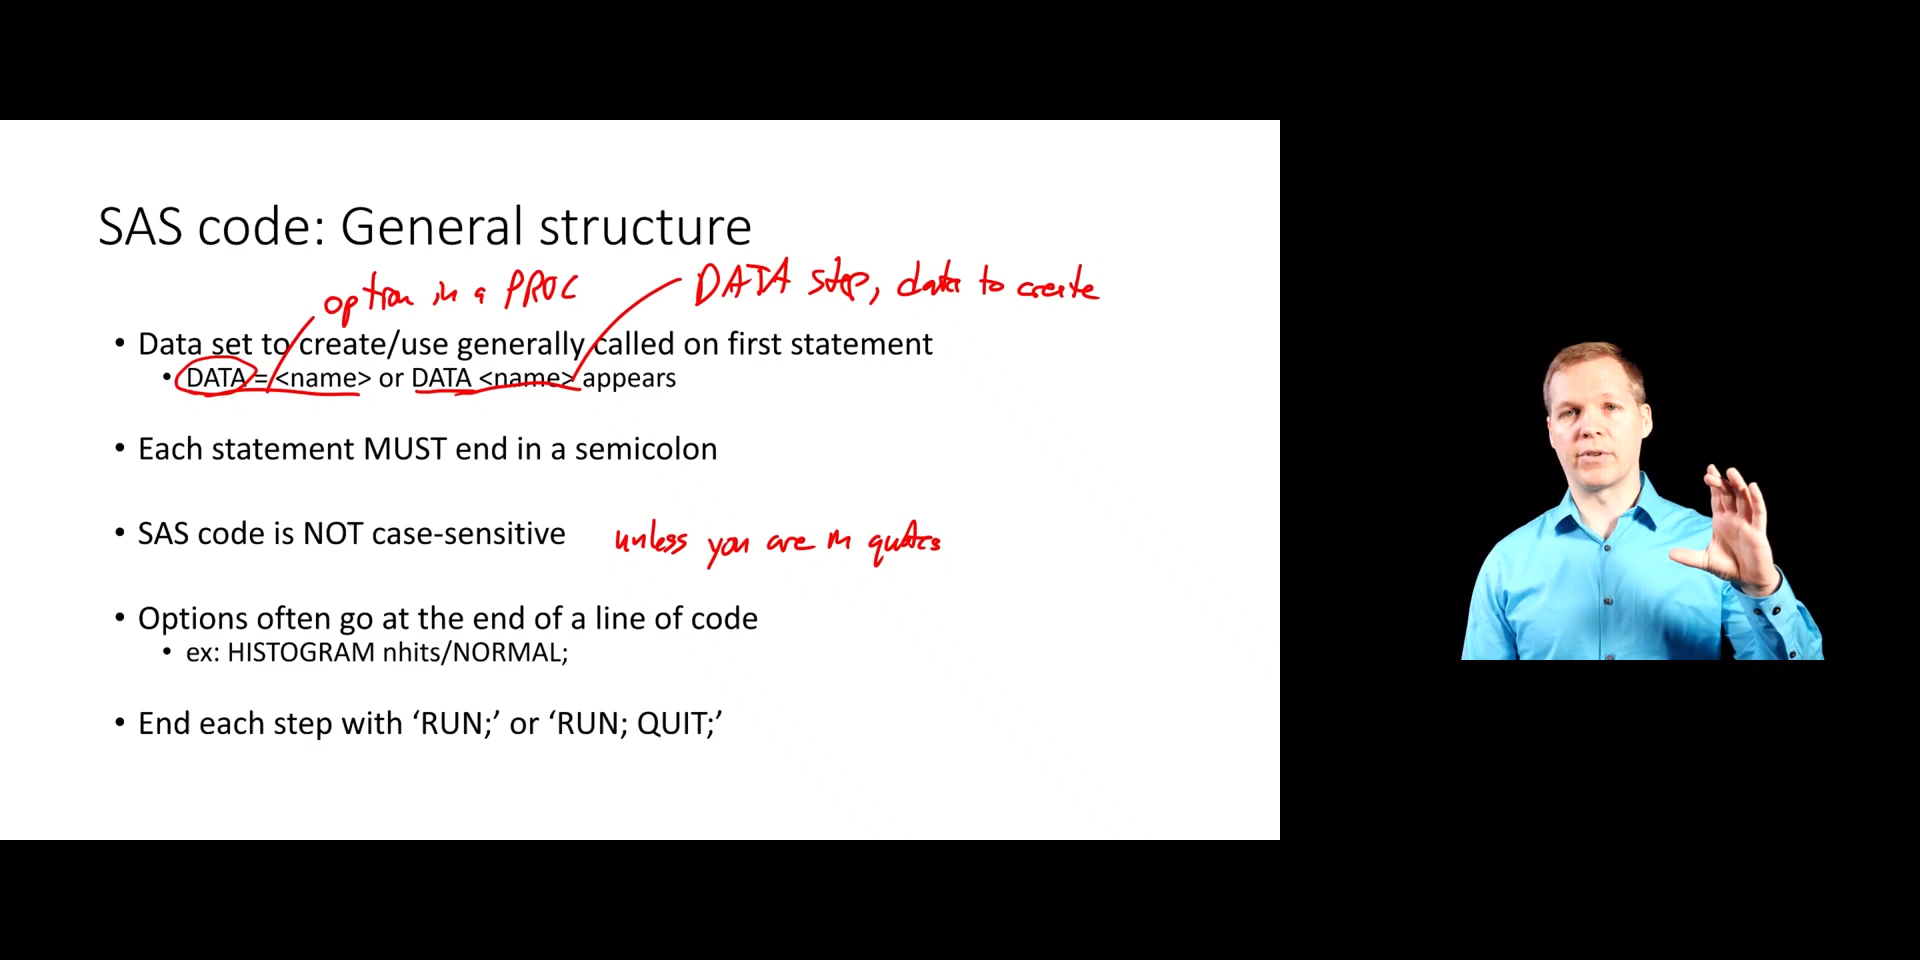 SAS code: General structure
option in a PROC
DATA step, data to create
• Data set to create/use generally called on first statement
• DATA = <name> or DATA <name> appears
• Each statement MUST end in a semicolon
• SAS code is NOT case-sensitive unless you are in quotes
• Options often go at the end of a line of code
• ex: HISTOGRAM nhits/NORMAL;
• End each step with ‘RUN;’ or ‘RUN; QUIT;’